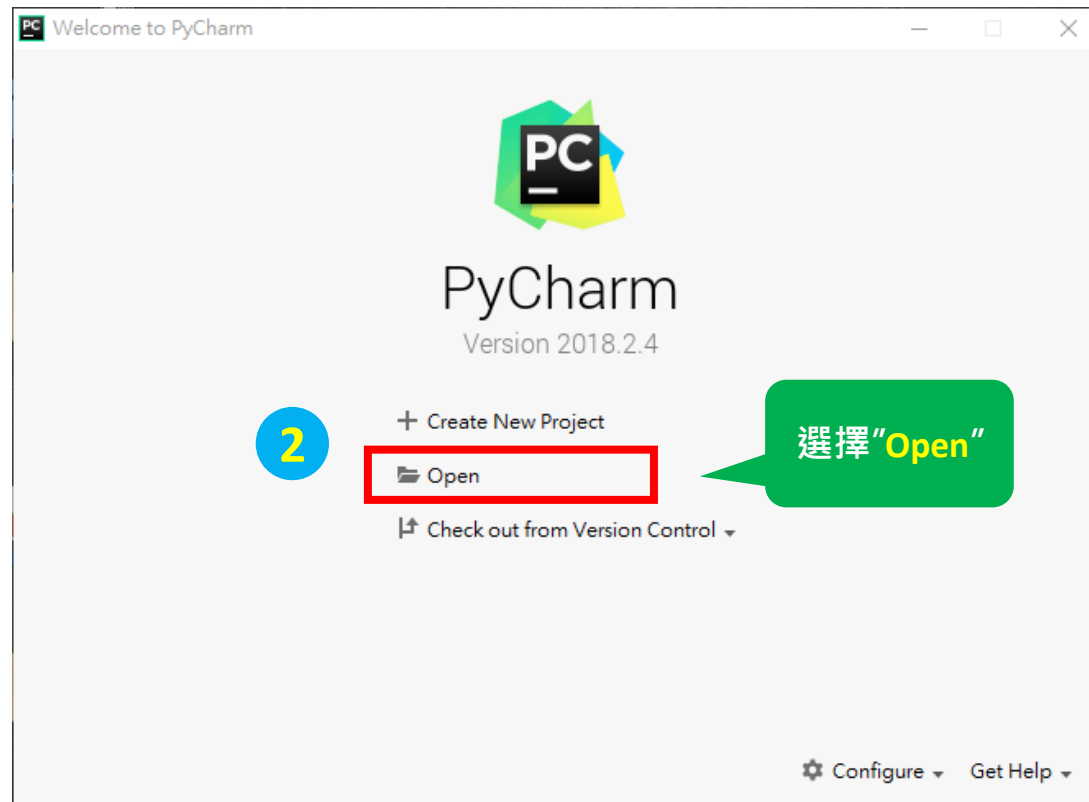 PC Welcome to PyCharm
PC
PyCharm
Version 2018.2.4
Create New Project
2
選擇"Open"
Open
Check out from Version Control
Configure
Get Help